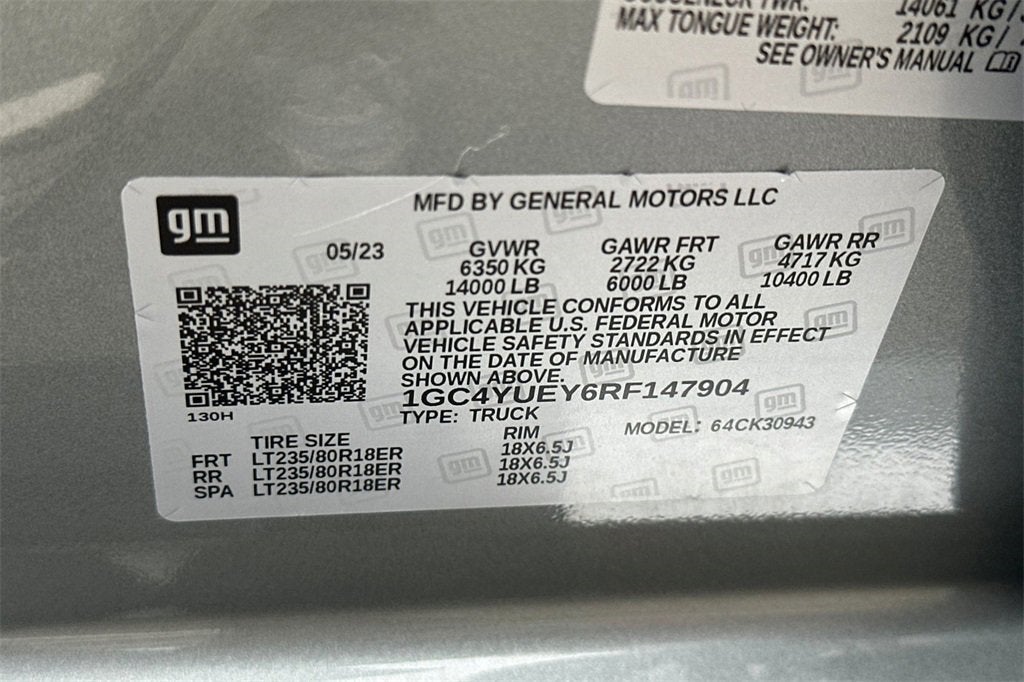 14061 KG/
MAX TONGUE WEIGHT: 2109 KG/
SEE OWNER'S MANUAL
gm
MFD BY GENERAL MOTORS LLC
05/23
GVWR GAWR FRT GAWR RR
6350 KG 2722 KG 4717 KG
14000 LB 6000 LB 10400 LB
THIS VEHICLE CONFORMS TO ALL
APPLICABLE U.S. FEDERAL MOTOR
VEHICLE SAFETY STANDARDS IN EFFECT
ON THE DATE OF MANUFACTURE
SHOWN ABOVE.
1GC4YUEY6RF147904
130H
TYPE: TRUCK
MODEL: 64CK30943
TIRE SIZE RIM
FRT LT235/80R18ER 18X6.5J
RR LT235/80R18ER 18X6.5J
SPA LT235/80R18ER 18X6.5J